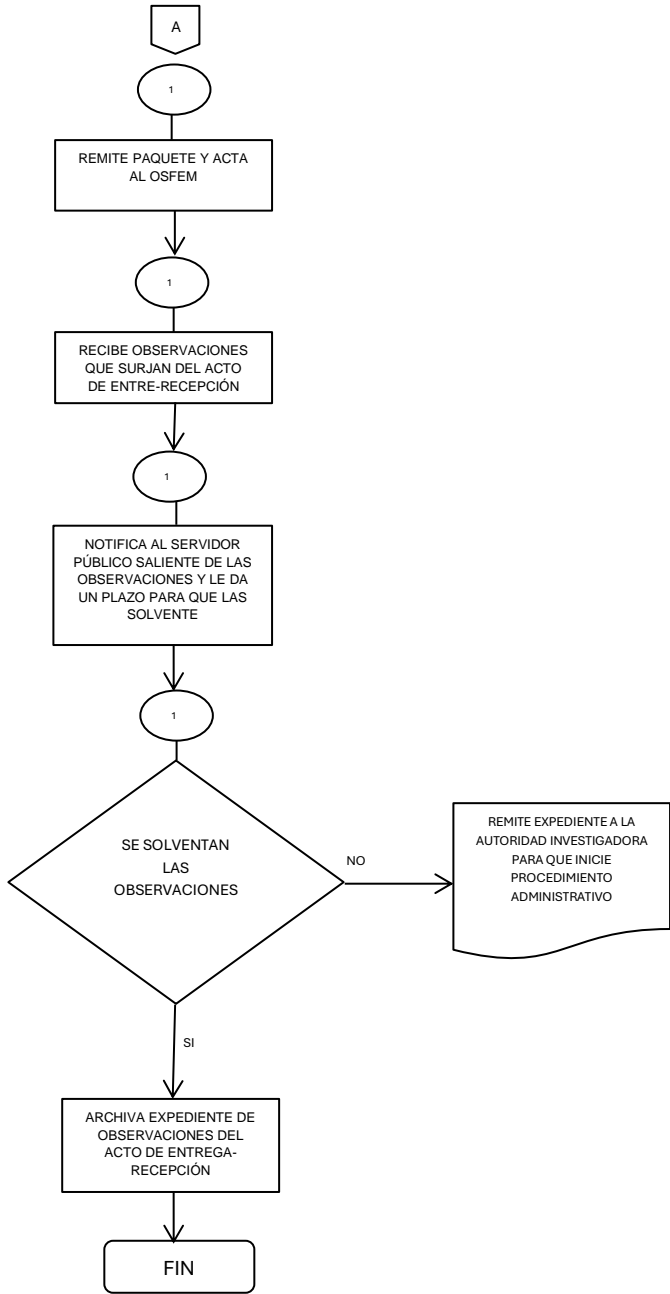 A
1
REMITE PAQUETE Y ACTA
AL OSFEM
1
RECIBE OBSERVACIONES
QUE SURJAN DEL ACTO
DE ENTRE-RECEPCIÓN
1
NOTIFICA AL SERVIDOR
PÚBLICO SALIENTE DE LAS
OBSERVACIONES Y LE DA
UN PLAZO PARA QUE LAS
SOLVENTE
1
SE SOLVENTAN
LAS
OBSERVACIONES
NO
REMITE EXPEDIENTE A LA
AUTORIDAD INVESTIGADORA
PARA QUE INICIE
PROCEDIMIENTO
ADMINISTRATIVO
SI
ARCHIVA EXPEDIENTE DE
OBSERVACIONES DEL
ACTO DE ENTREGA-
RECEPCIÓN
FIN